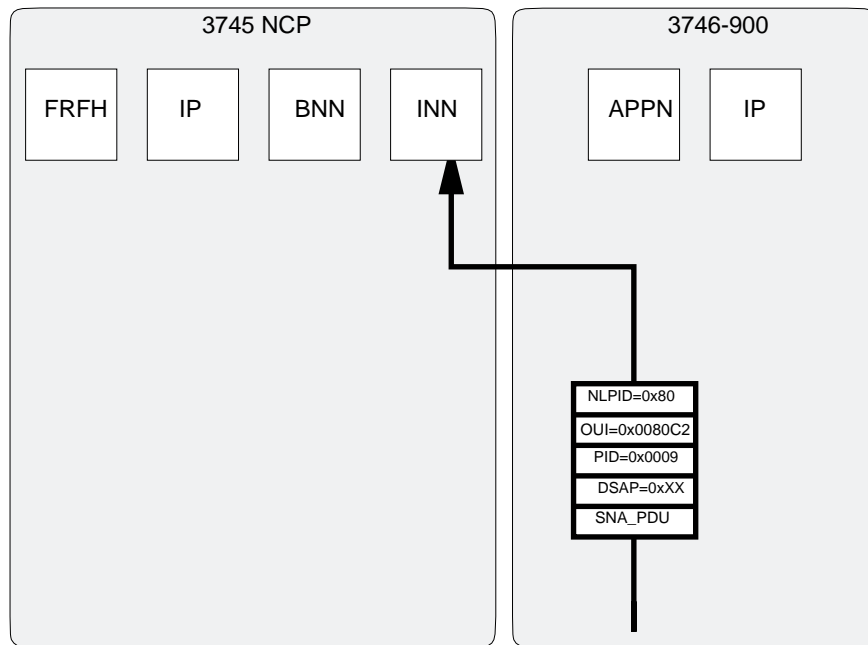 3745 NCP
3746-900
FRFH IP BNN INN APPN IP
NLPID=0x80
OUI=0x0080C2
PID=0x0009
DSAP=0xXX
SNA_PDU